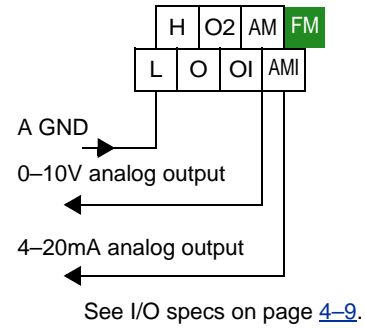 H O2 AM FM
L O OI AMI
A GND
0–10V analog output
4–20mA analog output
See I/O specs on page 4–9.